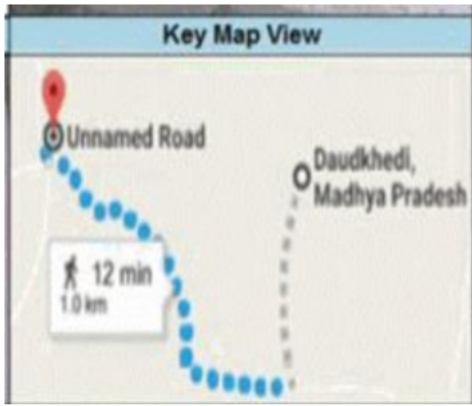 Key Map View
Unnamed Road
Daudkhedi,
Madhya Pradesh
12 min
1.0 km